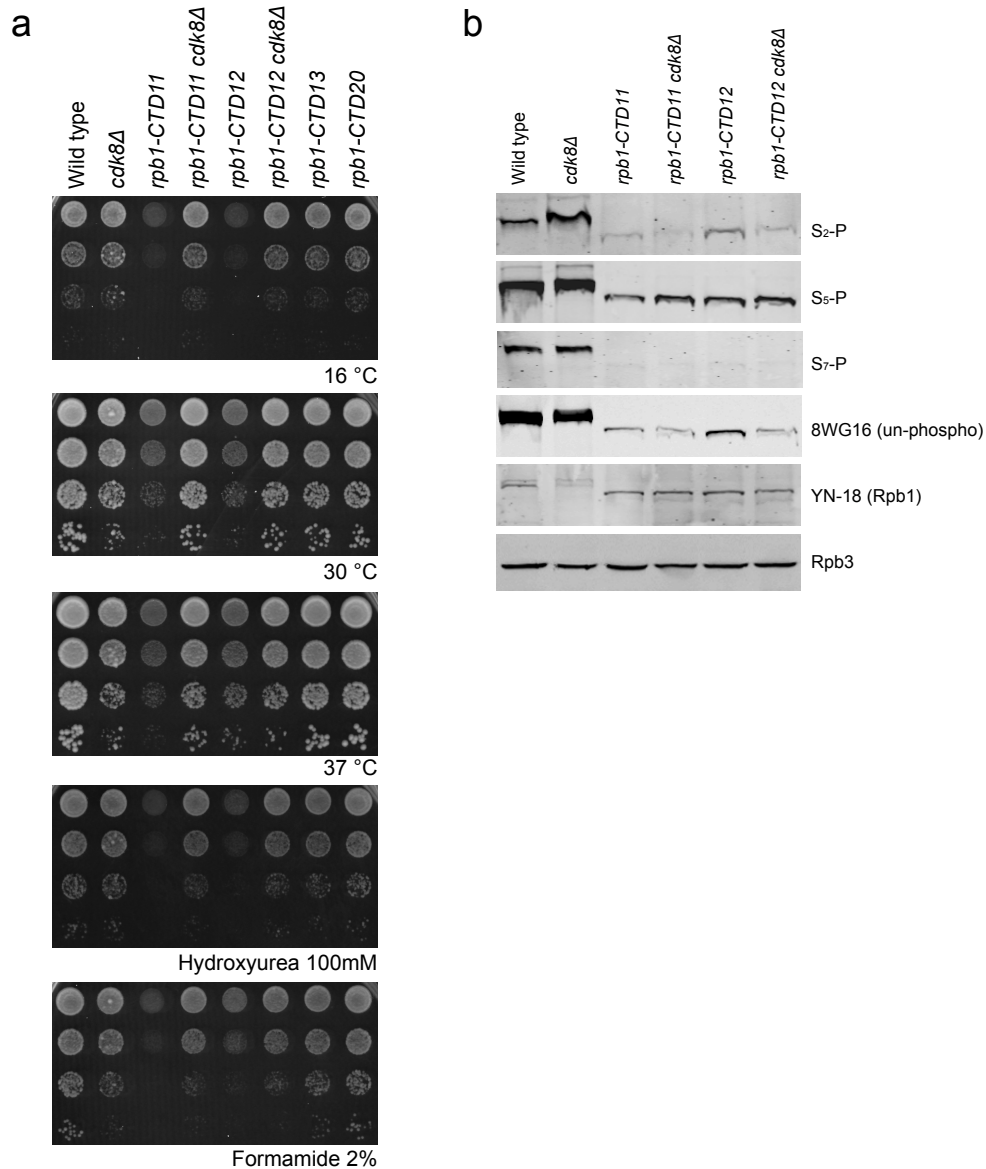 a
Wild type
cdk8Δ
rpb1-CTD11
rpb1-CTD11 cdk8Δ
rpb1-CTD12
rpb1-CTD12 cdk8Δ
rpb1-CTD13
rpb1-CTD20
16 °C
30 °C
37 °C
Hydroxyurea 100mM
Formamide 2%
b
Wild type
cdk8Δ
rpb1-CTD11
rpb1-CTD11 cdk8Δ
rpb1-CTD12
rpb1-CTD12 cdk8Δ
S2-P
S5-P
S7-P
8WG16 (un-phospho)
YN-18 (Rpb1)
Rpb3